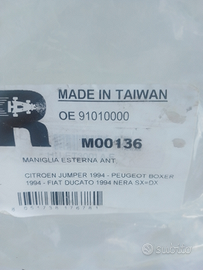 MADE IN TAIWAN
OE 91010000
M00136
MANIGLIA ESTERNA ANT.
CITROEN JUMPER 1994 - PEUGEOT BOXER
1994 - FIAT DUCATO 1994 NERA SX=DX
subito